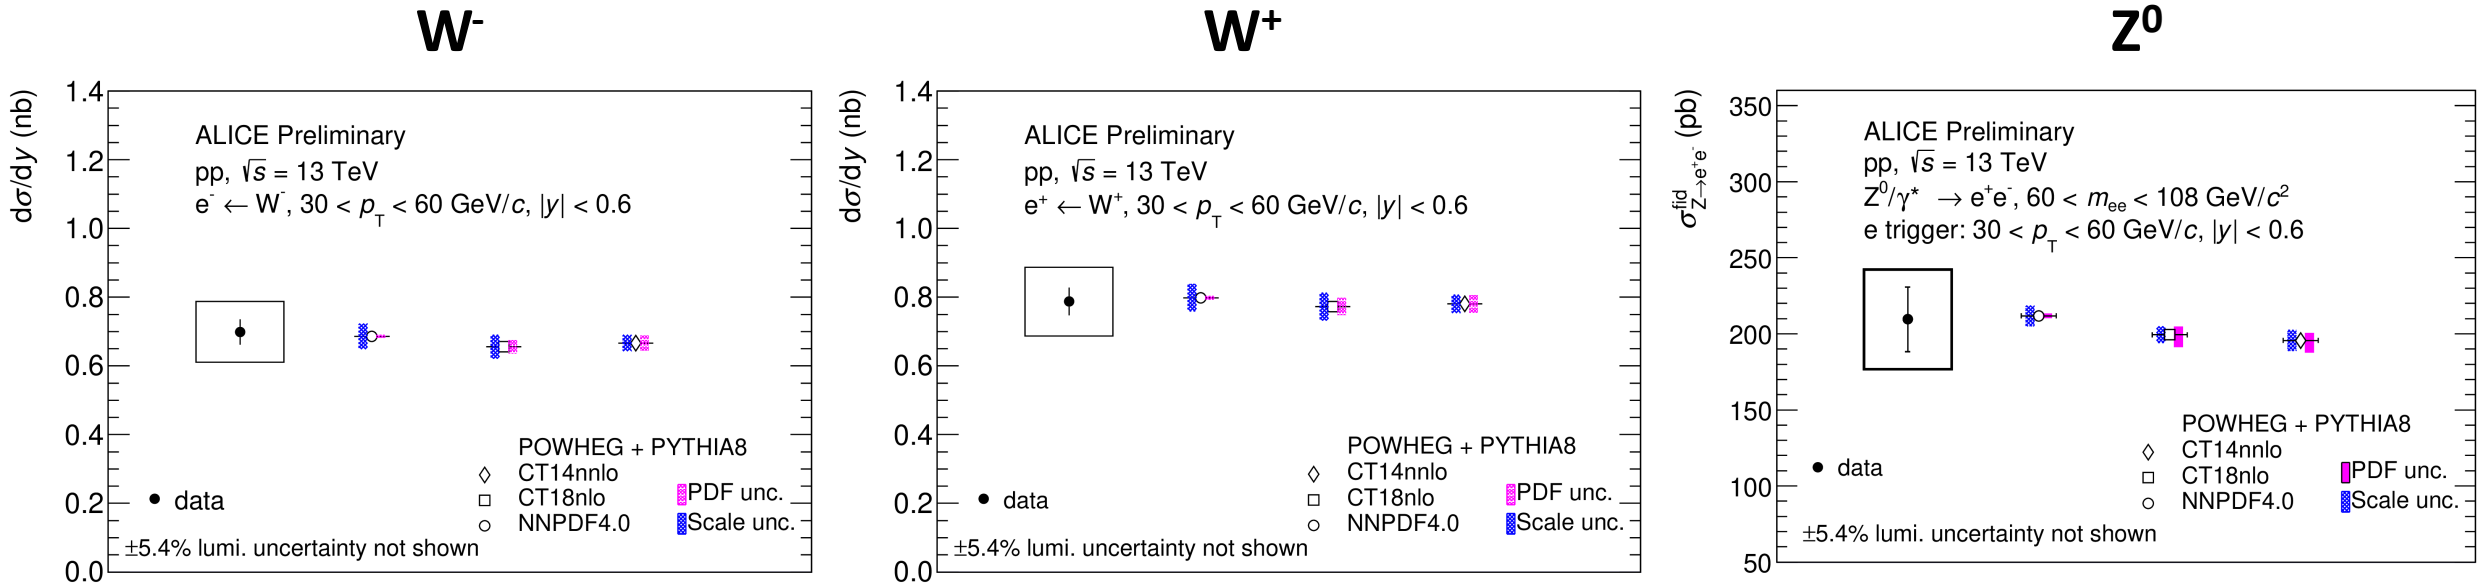 W⁻
dσ/dy (nb)
1.4
1.2
1.0
0.8
0.6
0.4
0.2
0.0
ALICE Preliminary
pp, √s = 13 TeV
e⁻ ← W⁻, 30 < p_T < 60 GeV/c, |y| < 0.6
POWHEG + PYTHIA8
CT14nnlo
CT18nlo
NNPDF4.0
PDF unc.
Scale unc.
data
±5.4% lumi. uncertainty not shown
W⁺
dσ/dy (nb)
1.4
1.2
1.0
0.8
0.6
0.4
0.2
0.0
ALICE Preliminary
pp, √s = 13 TeV
e⁺ ← W⁺, 30 < p_T < 60 GeV/c, |y| < 0.6
POWHEG + PYTHIA8
CT14nnlo
CT18nlo
NNPDF4.0
PDF unc.
Scale unc.
data
±5.4% lumi. uncertainty not shown
Z⁰
σ^fid_Z→e⁺e⁻ (pb)
350
300
250
200
150
100
50
ALICE Preliminary
pp, √s = 13 TeV
Z⁰/γ* → e⁺e⁻, 60 < m_ee < 108 GeV/c²
e trigger: 30 < p_T < 60 GeV/c, |y| < 0.6
POWHEG + PYTHIA8
CT14nnlo
CT18nlo
NNPDF4.0
PDF unc.
Scale unc.
data
±5.4% lumi. uncertainty not shown